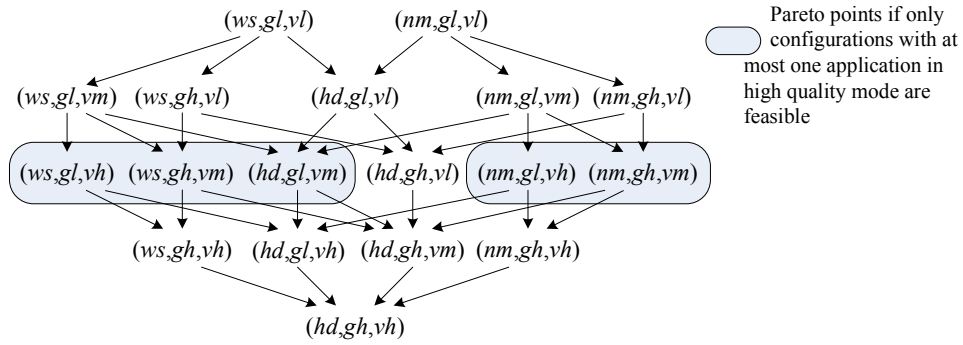 (ws,gl,vl) (nm,gl,vl)
Pareto points if only
configurations with at
most one application in
high quality mode are
feasible
(ws,gl,vm) (ws,gh,vl) (hd,gl,vl) (nm,gl,vm) (nm,gh,vl)
(ws,gl,vh) (ws,gh,vm) (hd,gl,vm) (hd,gh,vl) (nm,gl,vh) (nm,gh,vm)
(ws,gh,vh) (hd,gl,vh) (hd,gh,vm) (nm,gh,vh)
(hd,gh,vh)